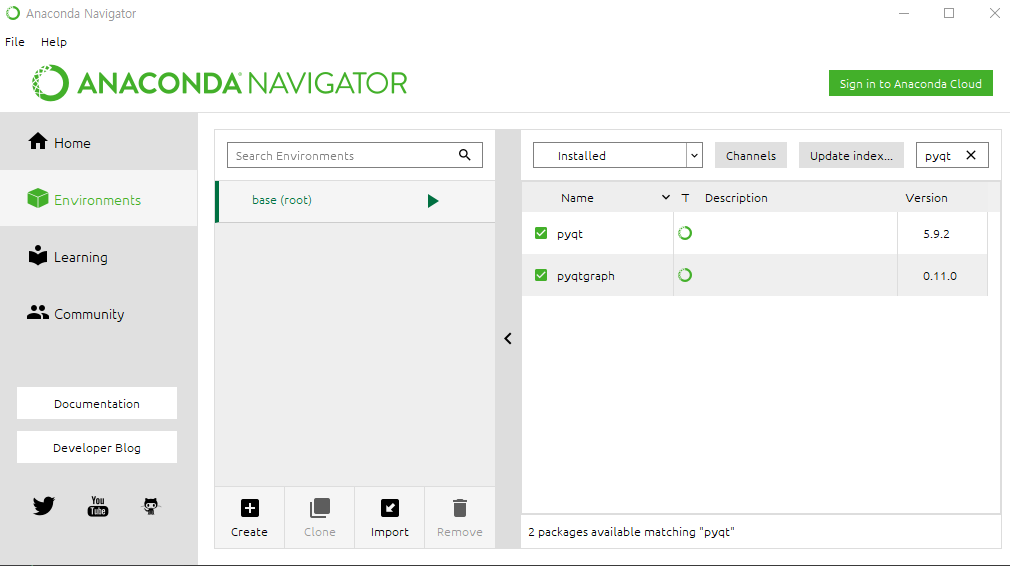 Anaconda Navigator
File Help
ANACONDA NAVIGATOR
Sign in to Anaconda Cloud
Home
Environments
Learning
Community
Documentation
Developer Blog
You
Tube
Search Environments
base (root)
Create Clone Import Remove
Installed Channels Update index... pyqt
Name T Description Version
pyqt 5.9.2
pyqtgraph 0.11.0
2 packages available matching "pyqt"